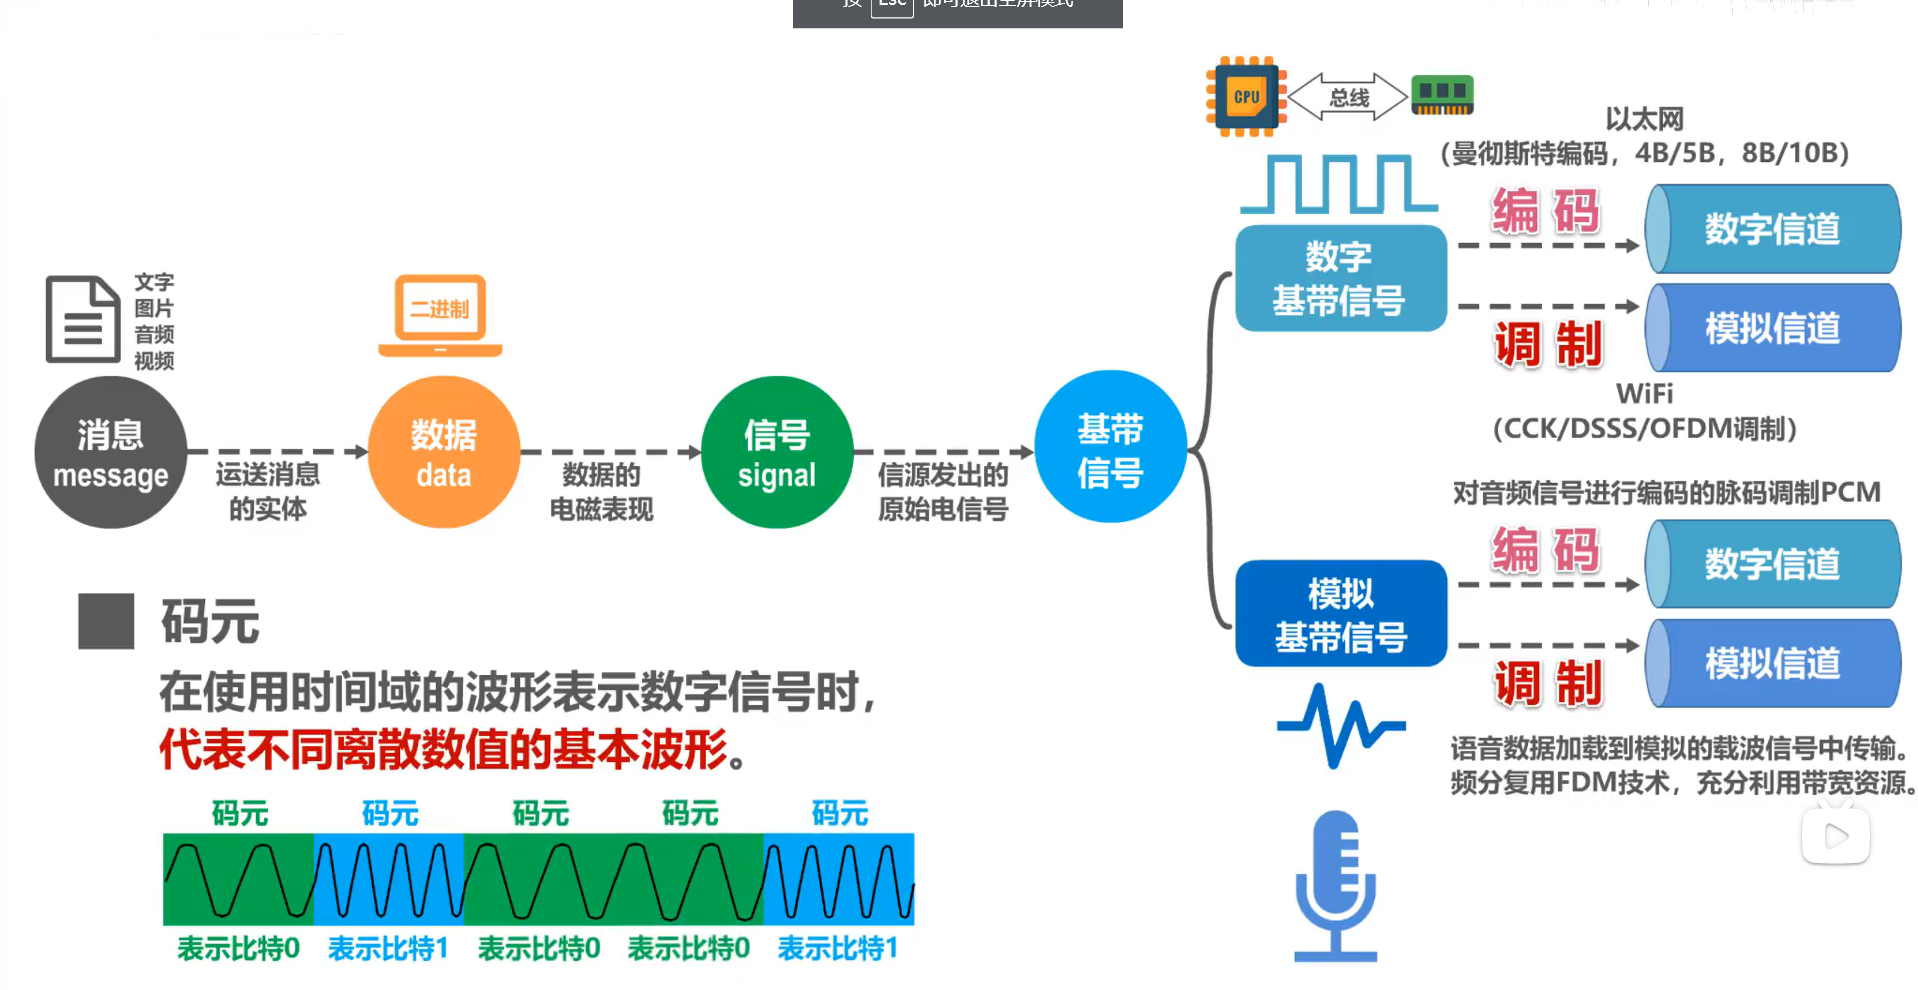 按 Esc 即可退出全屏模式
CPU
总线
以太网
（曼彻斯特编码，4B/5B，8B/10B）
编码
数字信道
数字
基带信号
调制
模拟信道
WiFi
（CCK/DSSS/OFDM调制）
文字
图片
音频
视频
二进制
消息
message
运送消息
的实体
数据
data
数据的
电磁表现
信号
signal
信源发出的
原始电信号
基带
信号
对音频信号进行编码的脉码调制PCM
编码
数字信道
模拟
基带信号
调制
模拟信道
语音数据加载到模拟的载波信号中传输。
频分复用FDM技术，充分利用带宽资源。
码元
在使用时间域的波形表示数字信号时，
代表不同离散数值的基本波形。
码元 码元 码元 码元 码元
表示比特0 表示比特1 表示比特0 表示比特0 表示比特1